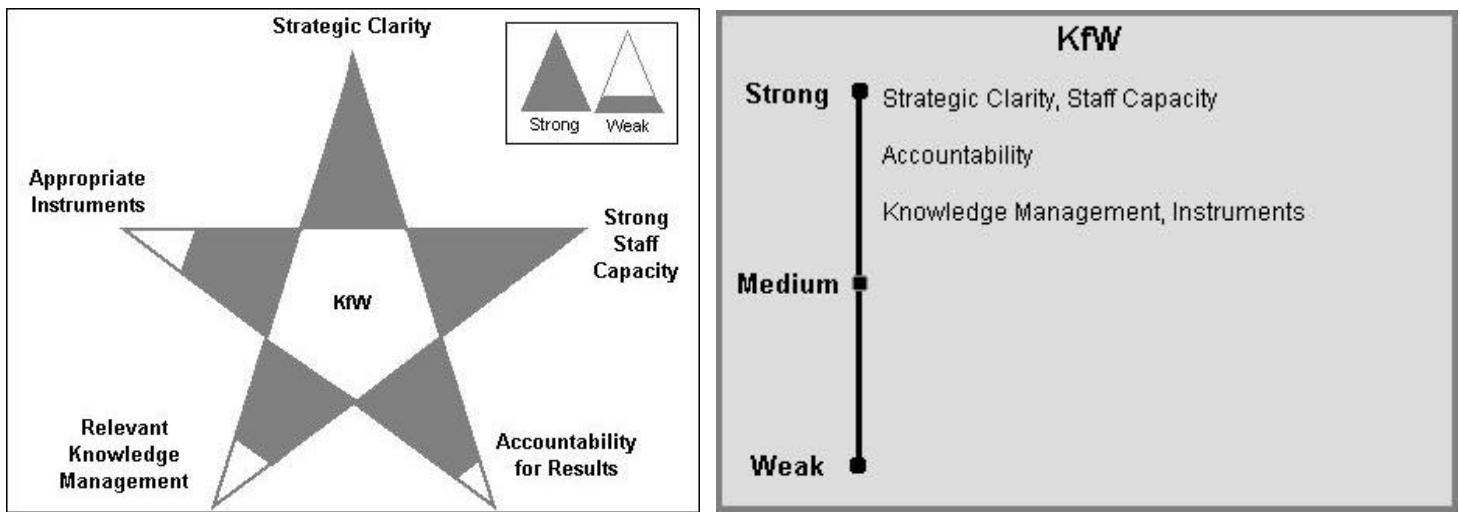 Strategic Clarity
Strong
Weak
Appropriate
Instruments
Strong
Staff
Capacity
KfW
Relevant
Knowledge
Management
Accountability
for Results
KfW
Strong
Strategic Clarity, Staff Capacity
Accountability
Knowledge Management, Instruments
Medium
Weak